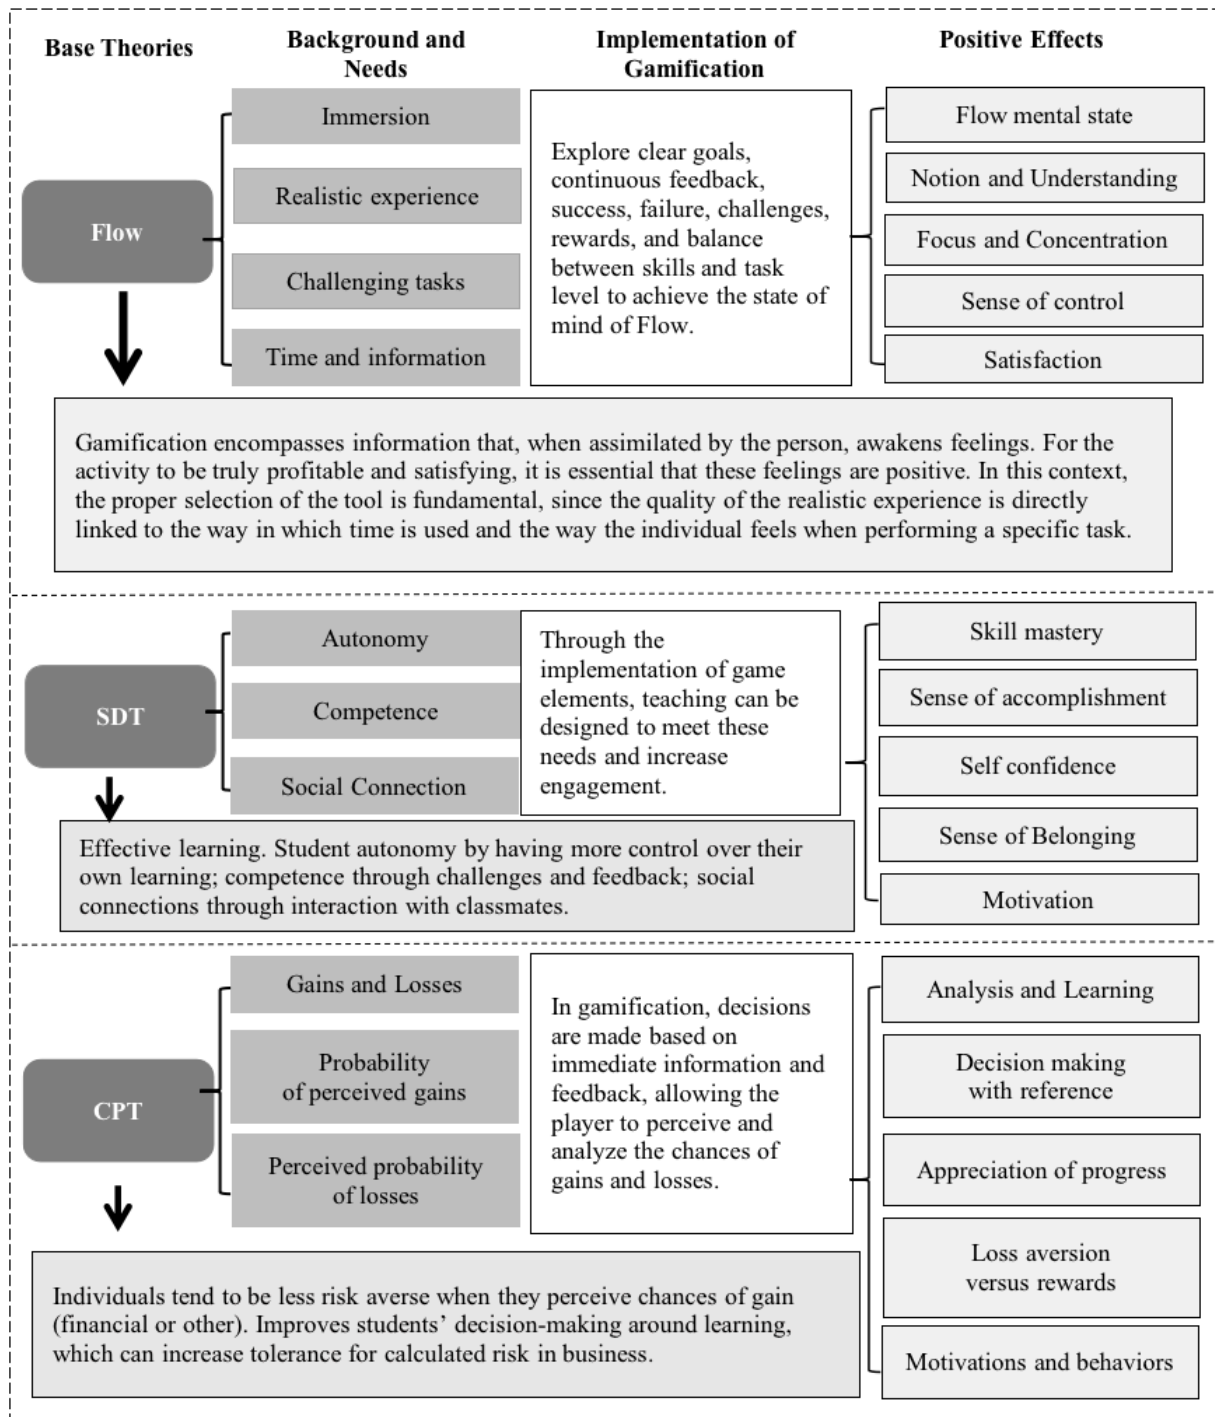 Base Theories
Background and
Needs
Implementation of
Gamification
Positive Effects
Flow
Immersion
Realistic experience
Challenging tasks
Time and information
Explore clear goals,
continuous feedback,
success, failure, challenges,
rewards, and balance
between skills and task
level to achieve the state of
mind of Flow.
Flow mental state
Notion and Understanding
Focus and Concentration
Sense of control
Satisfaction
Gamification encompasses information that, when assimilated by the person, awakens feelings. For the
activity to be truly profitable and satisfying, it is essential that these feelings are positive. In this context,
the proper selection of the tool is fundamental, since the quality of the realistic experience is directly
linked to the way in which time is used and the way the individual feels when performing a specific task.
SDT
Autonomy
Competence
Social Connection
Through the
implementation of game
elements, teaching can be
designed to meet these
needs and increase
engagement.
Skill mastery
Sense of accomplishment
Self confidence
Sense of Belonging
Motivation
Effective learning. Student autonomy by having more control over their
own learning; competence through challenges and feedback; social
connections through interaction with classmates.
CPT
Gains and Losses
Probability
of perceived gains
Perceived probability
of losses
In gamification, decisions
are made based on
immediate information and
feedback, allowing the
player to perceive and
analyze the chances of
gains and losses.
Analysis and Learning
Decision making
with reference
Appreciation of progress
Loss aversion
versus rewards
Motivations and behaviors
Individuals tend to be less risk averse when they perceive chances of gain
(financial or other). Improves students’ decision-making around learning,
which can increase tolerance for calculated risk in business.